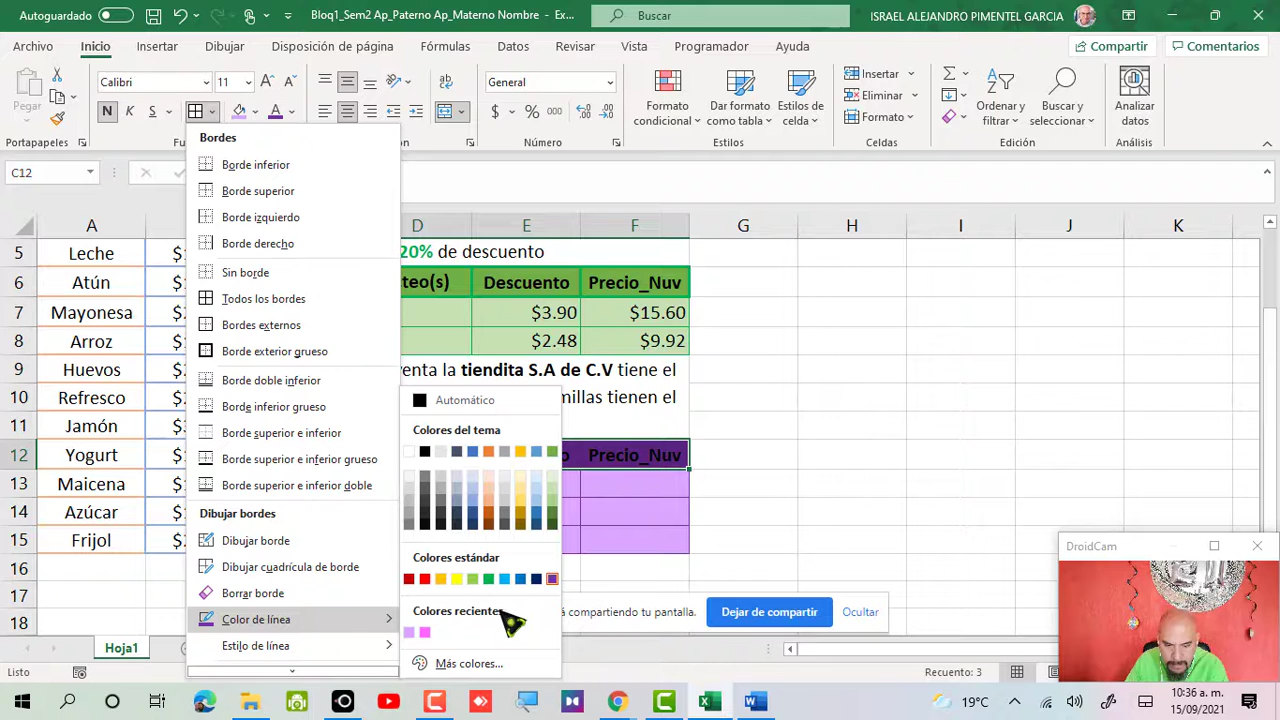 Autoguardado
Bloq1_Sem2 Ap_Paterno Ap_Materno Nombre - Ex...
Buscar
ISRAEL ALEJANDRO PIMENTEL GARCIA
Archivo Inicio Insertar Dibujar Disposición de página Fórmulas Datos Revisar Vista Programador Ayuda
Compartir Comentarios
Pegar
Calibri 11
N K S
General
$ % 000
Formato condicional
Dar formato como tabla
Estilos de celda
Insertar
Eliminar
Formato
Ordenar y filtrar
Buscar y seleccionar
Analizar datos
Portapapeles Número Estilos Celdas Edición Análisis
C12
Bordes
Borde inferior
Borde superior
Borde izquierdo
Borde derecho
Sin borde
Todos los bordes
Bordes externos
Borde exterior grueso
Borde doble inferior
Borde inferior grueso
Borde superior e inferior
Borde superior e inferior grueso
Borde superior e inferior doble
Dibujar bordes
Dibujar borde
Dibujar cuadrícula de borde
Borrar borde
Color de línea
Estilo de línea
Automático
Colores del tema
Colores estándar
Colores recientes
Más colores...
A D E F G H I J K
5 Leche 20% de descuento
6 Atún teo(s) Descuento Precio_Nuv
7 Mayonesa $3.90 $15.60
8 Arroz $2.48 $9.92
9 Huevos enta la tiendita S.A de C.V tiene el
10 Refresco millas tienen el
11 Jamón
12 Yogurt o Precio_Nuv
13 Maicena
14 Azúcar
15 Frijol
16
17
18
á compartiendo tu pantalla. Dejar de compartir Ocultar
DroidCam
Hoja1
Listo
Recuento: 3
19°C
10:36 a. m.
15/09/2021